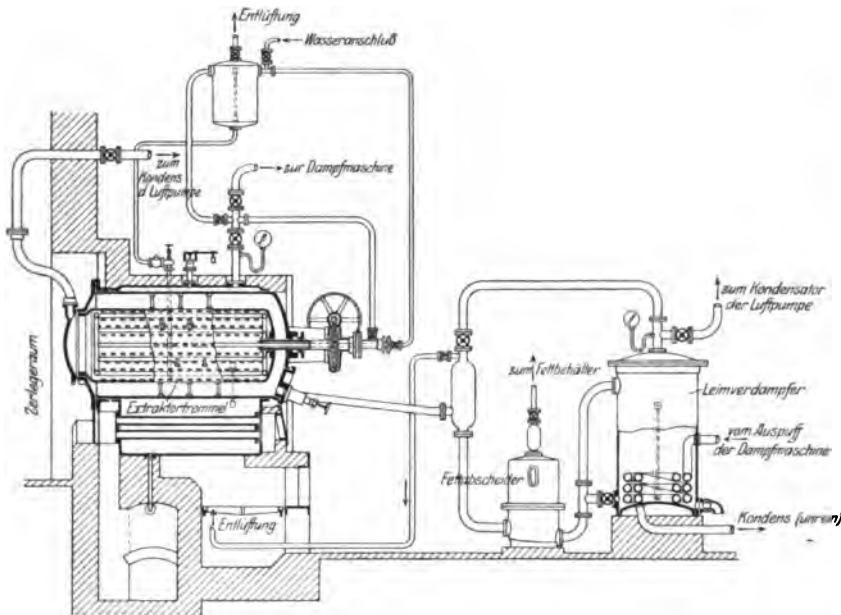 Entlüftung
Wasseranschluß
zum
Kondens
d Luftpumpe
zur Dampfmaschine
zum Kondensator
der Luftpumpe
Zerlegeraum
zum Fettbehälter
Leimverdampfer
Extraktortrommel
vom Auspuff
der Dampfmaschine
Fettabscheider
Entlüftung
Kondens (unrein)